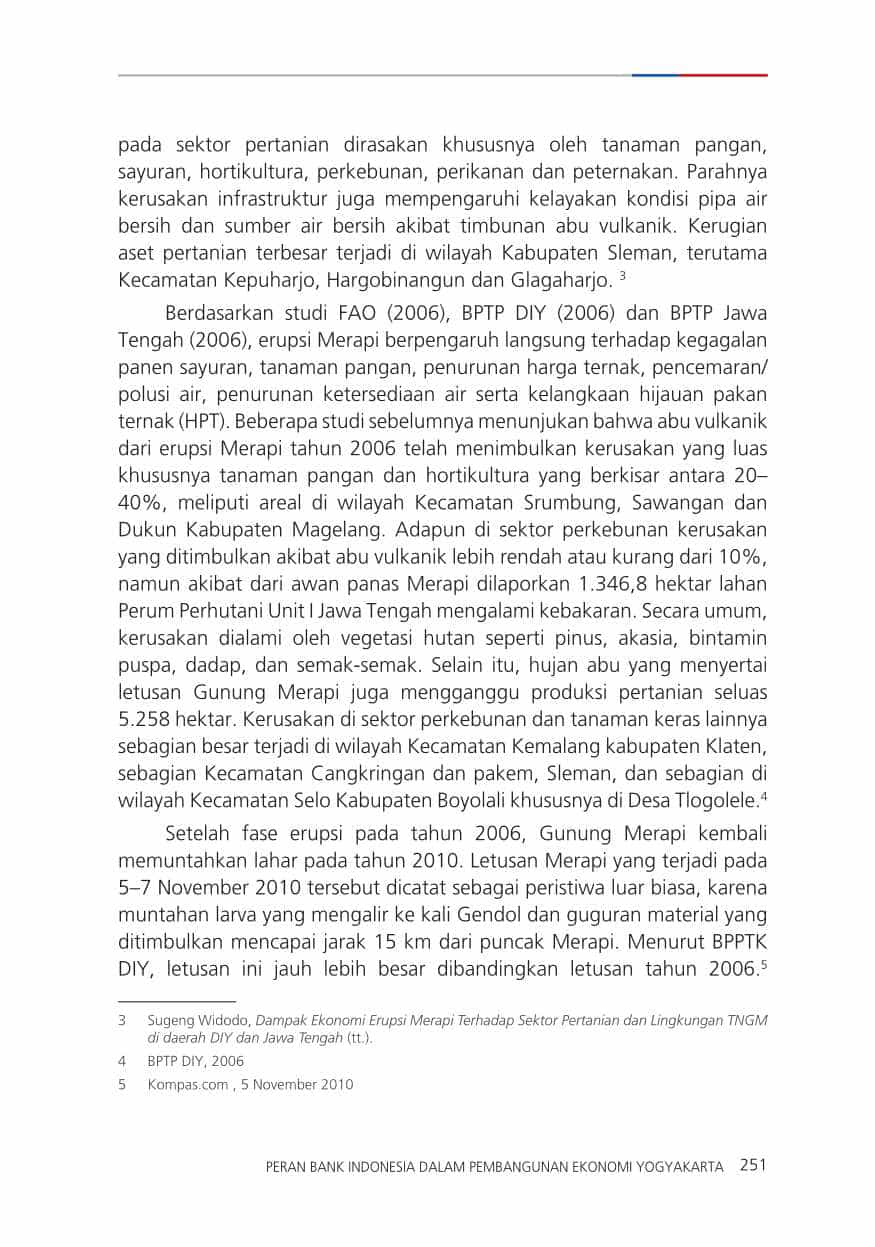 pada sektor pertanian dirasakan khususnya oleh tanaman pangan,
sayuran, hortikultura, perkebunan, perikanan dan peternakan. Parahnya
kerusakan infrastruktur juga mempengaruhi kelayakan kondisi pipa air
bersih dan sumber air bersih akibat timbunan abu vulkanik. Kerugian
aset pertanian terbesar terjadi di wilayah Kabupaten Sleman, terutama
Kecamatan Kepuharjo, Hargobinangun dan Glagaharjo. 3
Berdasarkan studi FAO (2006), BPTP DIY (2006) dan BPTP Jawa
Tengah (2006), erupsi Merapi berpengaruh langsung terhadap kegagalan
panen sayuran, tanaman pangan, penurunan harga ternak, pencemaran/
polusi air, penurunan ketersediaan air serta kelangkaan hijauan pakan
ternak (HPT). Beberapa studi sebelumnya menunjukan bahwa abu vulkanik
dari erupsi Merapi tahun 2006 telah menimbulkan kerusakan yang luas
khususnya tanaman pangan dan hortikultura yang berkisar antara 20–
40%, meliputi areal di wilayah Kecamatan Srumbung, Sawangan dan
Dukun Kabupaten Magelang. Adapun di sektor perkebunan kerusakan
yang ditimbulkan akibat abu vulkanik lebih rendah atau kurang dari 10%,
namun akibat dari awan panas Merapi dilaporkan 1.346,8 hektar lahan
Perum Perhutani Unit I Jawa Tengah mengalami kebakaran. Secara umum,
kerusakan dialami oleh vegetasi hutan seperti pinus, akasia, bintamin
puspa, dadap, dan semak-semak. Selain itu, hujan abu yang menyertai
letusan Gunung Merapi juga mengganggu produksi pertanian seluas
5.258 hektar. Kerusakan di sektor perkebunan dan tanaman keras lainnya
sebagian besar terjadi di wilayah Kecamatan Kemalang kabupaten Klaten,
sebagian Kecamatan Cangkringan dan pakem, Sleman, dan sebagian di
wilayah Kecamatan Selo Kabupaten Boyolali khususnya di Desa Tlogolele.4
Setelah fase erupsi pada tahun 2006, Gunung Merapi kembali
memuntahkan lahar pada tahun 2010. Letusan Merapi yang terjadi pada
5–7 November 2010 tersebut dicatat sebagai peristiwa luar biasa, karena
muntahan larva yang mengalir ke kali Gendol dan guguran material yang
ditimbulkan mencapai jarak 15 km dari puncak Merapi. Menurut BPPTK
DIY, letusan ini jauh lebih besar dibandingkan letusan tahun 2006.5
3 Sugeng Widodo, Dampak Ekonomi Erupsi Merapi Terhadap Sektor Pertanian dan Lingkungan TNGM
di daerah DIY dan Jawa Tengah (tt.).
4 BPTP DIY, 2006
5 Kompas.com , 5 November 2010
PERAN BANK INDONESIA DALAM PEMBANGUNAN EKONOMI YOGYAKARTA 251